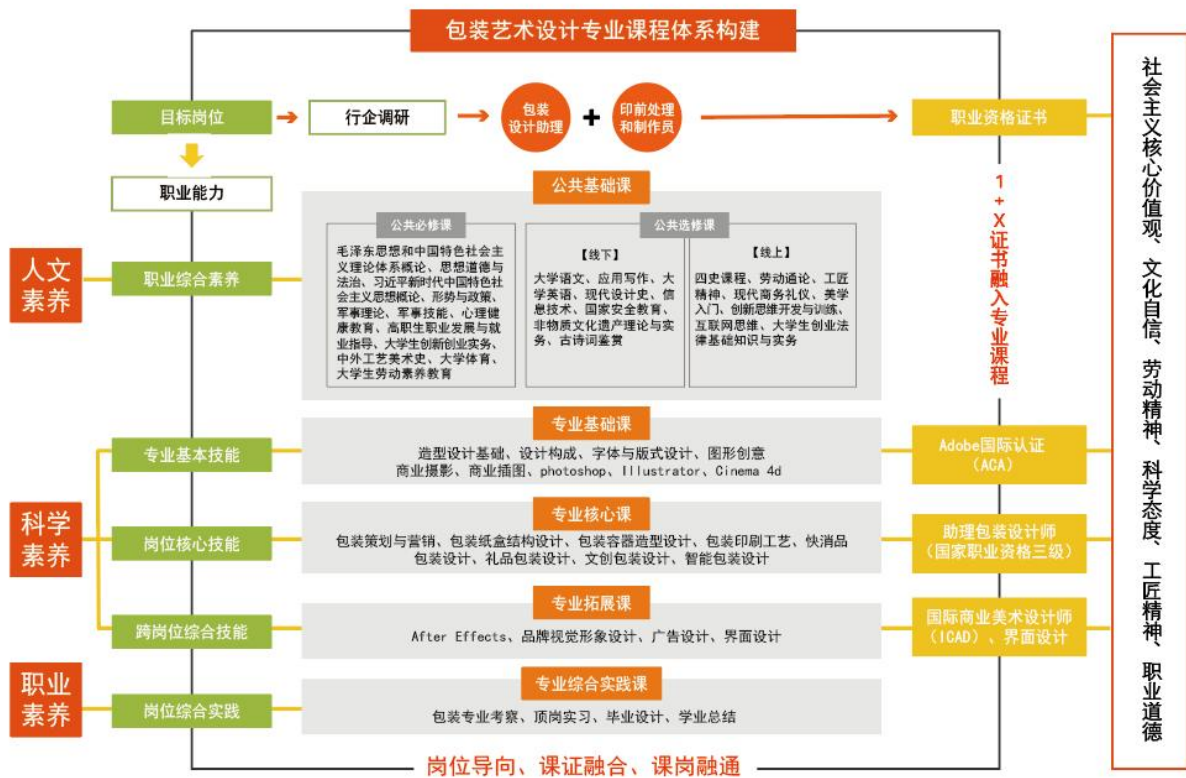 包装艺术设计专业课程体系构建
目标岗位
行企调研
包装
设计助理
+
印前处理
和制作员
职业资格证书
职业能力
公共基础课
公共必修课
毛泽东思想和中国特色社会主
义理论体系概论、思想道德与
法治、习近平新时代中国特色社
会主义思想概论、形势与政策、
军事理论、军事技能、心理健
康教育、高职生职业发展与就
业指导、大学生创新创业实务、
中外工艺美术史、大学体育、
大学生劳动素养教育
公共选修课
【线下】
大学语文、应用写作、大
学英语、现代设计史、信
息技术、国家安全教育、
非物质文化遗产理论与实
务、古诗词鉴赏
【线上】
四史课程、劳动通论、工匠
精神、现代商务礼仪、美学
入门、创新思维开发与训练、
互联网思维、大学生创业法
律基础知识与实务
人文
素养
职业综合素养
1+X证书融入专业课程
专业基础课
专业基本技能
造型设计基础、设计构成、字体与版式设计、图形创意
商业摄影、商业插图、photoshop、Illustrator、Cinema 4d
Adobe国际认证
（ACA）
科学
素养
专业核心课
岗位核心技能
包装策划与营销、包装纸盒结构设计、包装容器造型设计、包装印刷工艺、快消品
包装设计、礼品包装设计、文创包装设计、智能包装设计
助理包装设计师
（国家职业资格三级）
专业拓展课
跨岗位综合技能
After Effects、品牌视觉形象设计、广告设计、界面设计
国际商业美术设计师
（ICAD）、界面设计
职业
素养
专业综合实践课
岗位综合实践
包装专业考察、顶岗实习、毕业设计、学业总结
岗位导向、课证融合、课岗融通
社会主义核心价值观、文化自信、劳动精神、科学态度、工匠精神、职业道德